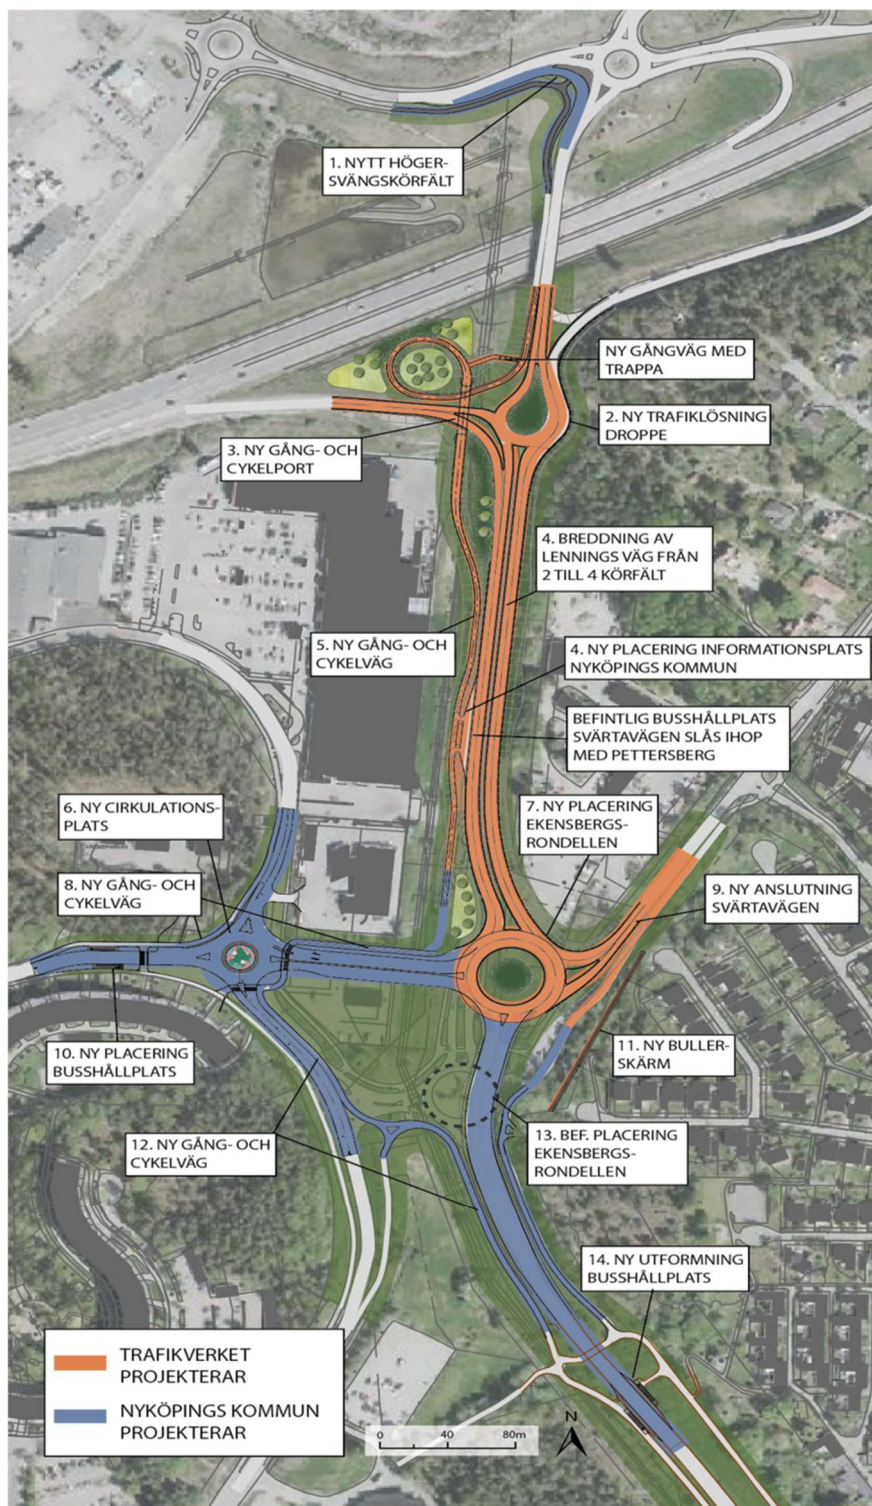 1. NYTT HÖGER-
SVÄNGSKÖRFÄLT
NY GÅNGVÄG MED
TRAPPA
2. NY TRAFIKLÖSNING
DROPPE
3. NY GÅNG- OCH
CYKELPORT
4. BREDDNING AV
LENNINGS VÄG FRÅN
2 TILL 4 KÖRFÄLT
5. NY GÅNG- OCH
CYKELVÄG
4. NY PLACERING INFORMATIONSPLATS
NYKÖPINGS KOMMUN
BEFINTLIG BUSSHÅLLPLATS
SVÄRTAVÄGEN SLÅS IHOP
MED PETTERSBERG
6. NY CIRKULATIONS-
PLATS
7. NY PLACERING
EKENSBERGS-
RONDELLEN
8. NY GÅNG- OCH
CYKELVÄG
9. NY ANSLUTNING
SVÄRTAVÄGEN
10. NY PLACERING
BUSSHÅLLPLATS
11. NY BULLER-
SKÄRM
12. NY GÅNG- OCH
CYKELVÄG
13. BEF. PLACERING
EKENSBERGS-
RONDELLEN
14. NY UTFORMNING
BUSSHÅLLPLATS
TRAFIKVERKET
PROJEKTERAR
NYKÖPINGS KOMMUN
PROJEKTERAR
0 40 80m
N